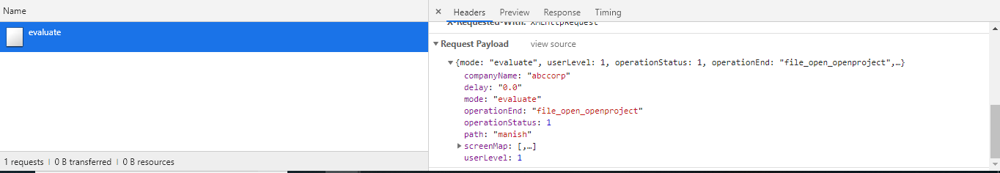 Name
evaluate
1 requests 0 B transferred 0 B resources
× Headers Preview Response Timing
X-Requested-With: XMLHttpRequest
Request Payload view source
{mode: "evaluate", userLevel: 1, operationStatus: 1, operationEnd: "file_open_openproject",…}
companyName: "abccorp"
delay: "0.0"
mode: "evaluate"
operationEnd: "file_open_openproject"
operationStatus: 1
path: "manish"
screenMap: [,…]
userLevel: 1